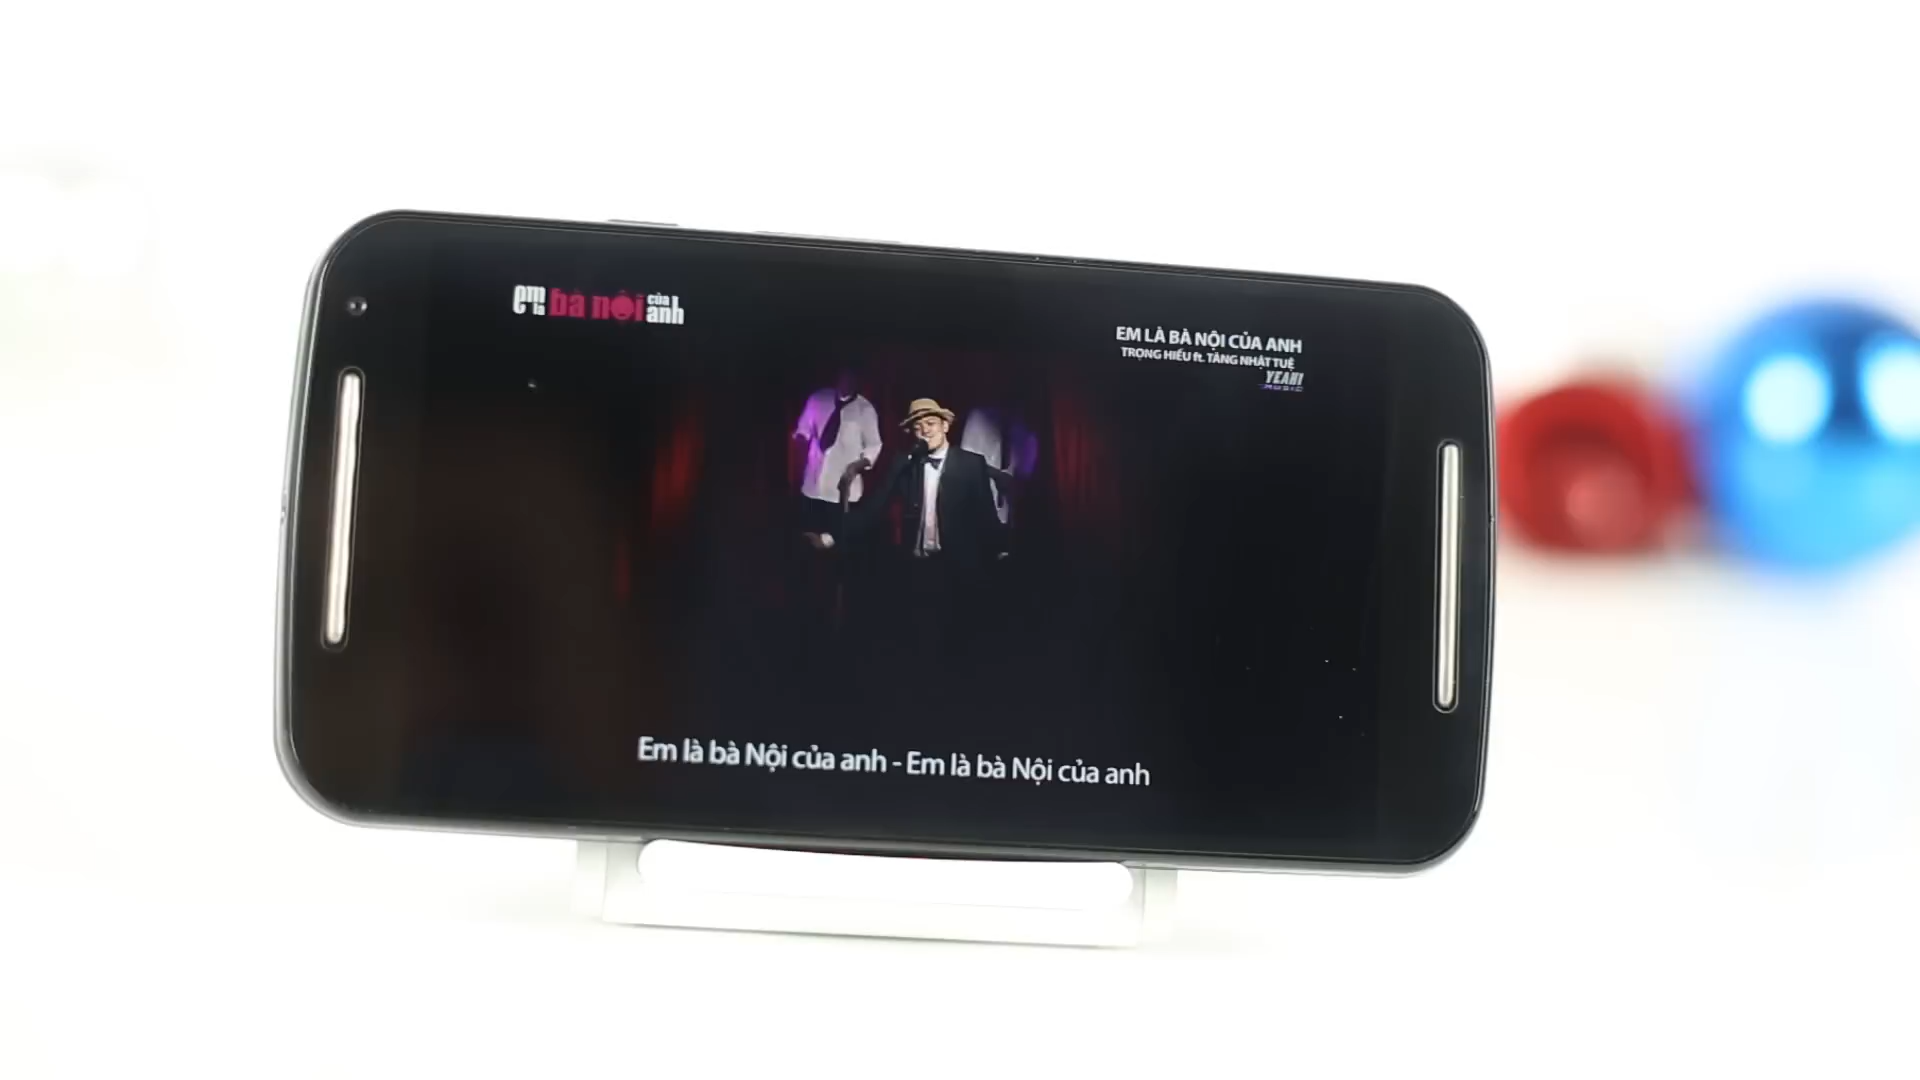 em là bà nội của anh
EM LÀ BÀ NỘI CỦA ANH
TRỌNG HIẾU ft. TĂNG NHẬT TUỆ
YEAH!
Em là bà Nội của anh - Em là bà Nội của anh